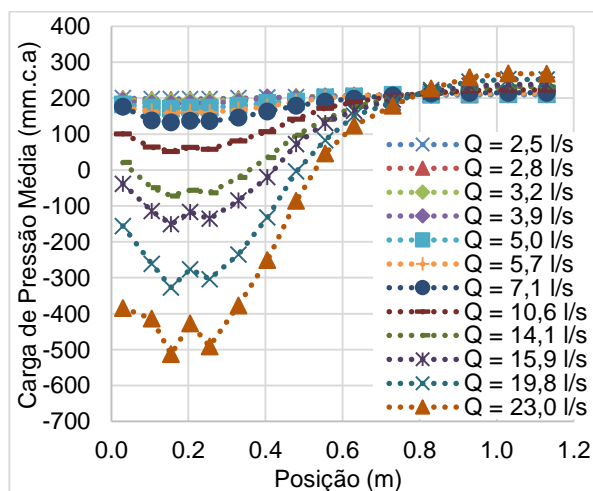 Carga de Pressão Média (mm.c.a)
400
300
200
100
0
-100
-200
-300
-400
-500
-600
-700
Q = 2,5 l/s
Q = 2,8 l/s
Q = 3,2 l/s
Q = 3,9 l/s
Q = 5,0 l/s
Q = 5,7 l/s
Q = 7,1 l/s
Q = 10,6 l/s
Q = 14,1 l/s
Q = 15,9 l/s
Q = 19,8 l/s
Q = 23,0 l/s
0.0 0.2 0.4 0.6 0.8 1.0 1.2
Posição (m)